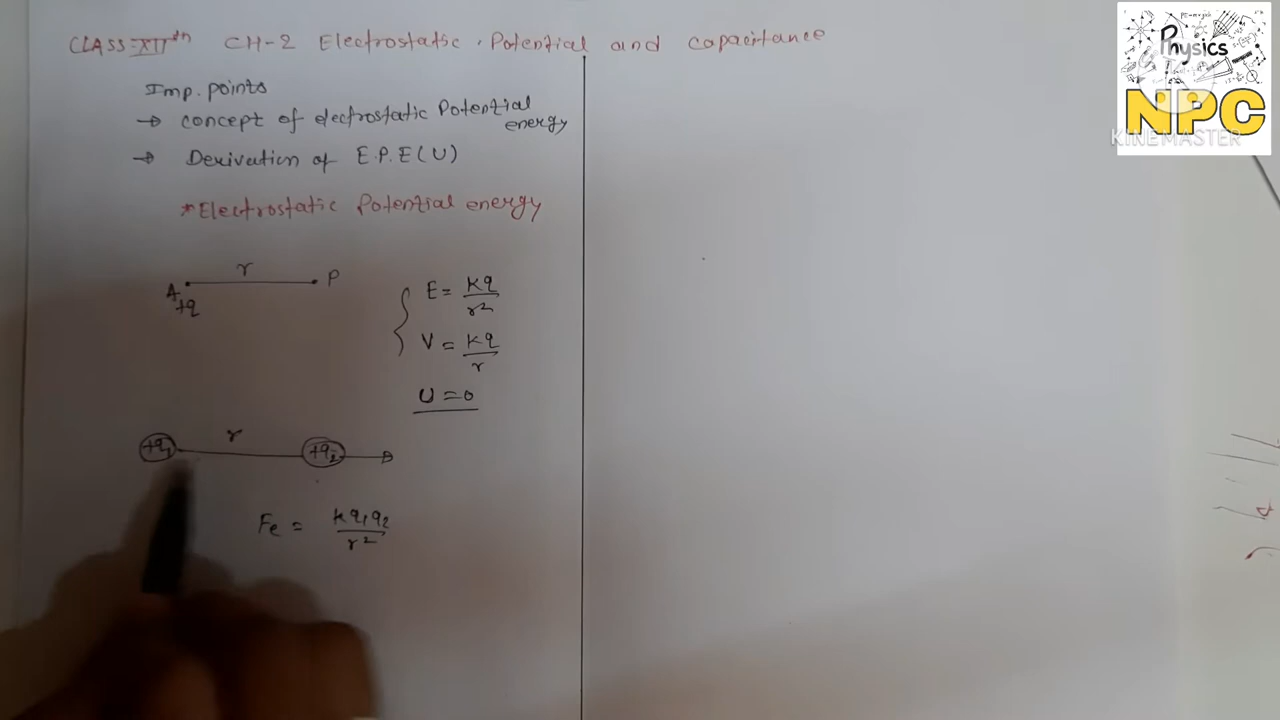 CLASS-XIIth CH-2 Electrostatic Potential and capacitance
Imp. points
→ concept of electrostatic Potential energy
→ Derivation of E.P.E(U)
*Electrostatic Potential energy
r
A P
+q
E = Kq/r²
V = Kq/r
U = 0
r
+q₁ +q₂
Fe = kq₁q₂/r²
Physics
NPC
KINEMASTER